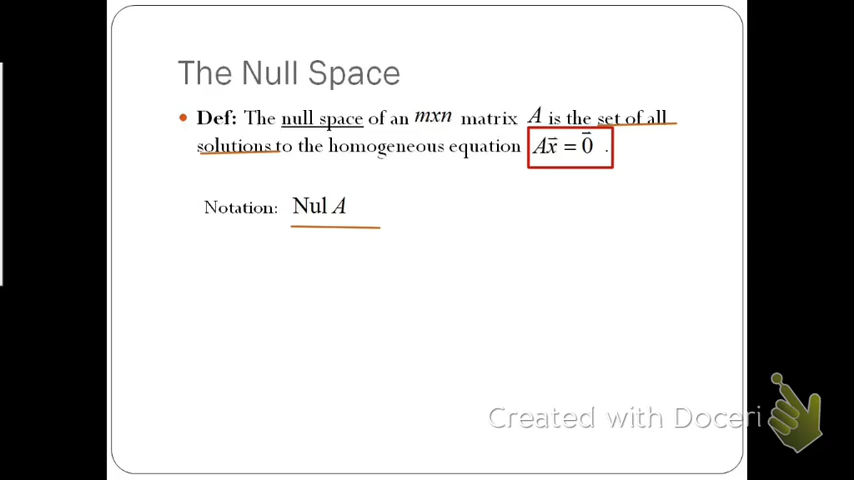 The Null Space
• Def: The null space of an mxn matrix A is the set of all
solutions to the homogeneous equation Ax⃗ = 0⃗ .
Notation: Nul A
Created with Doceri